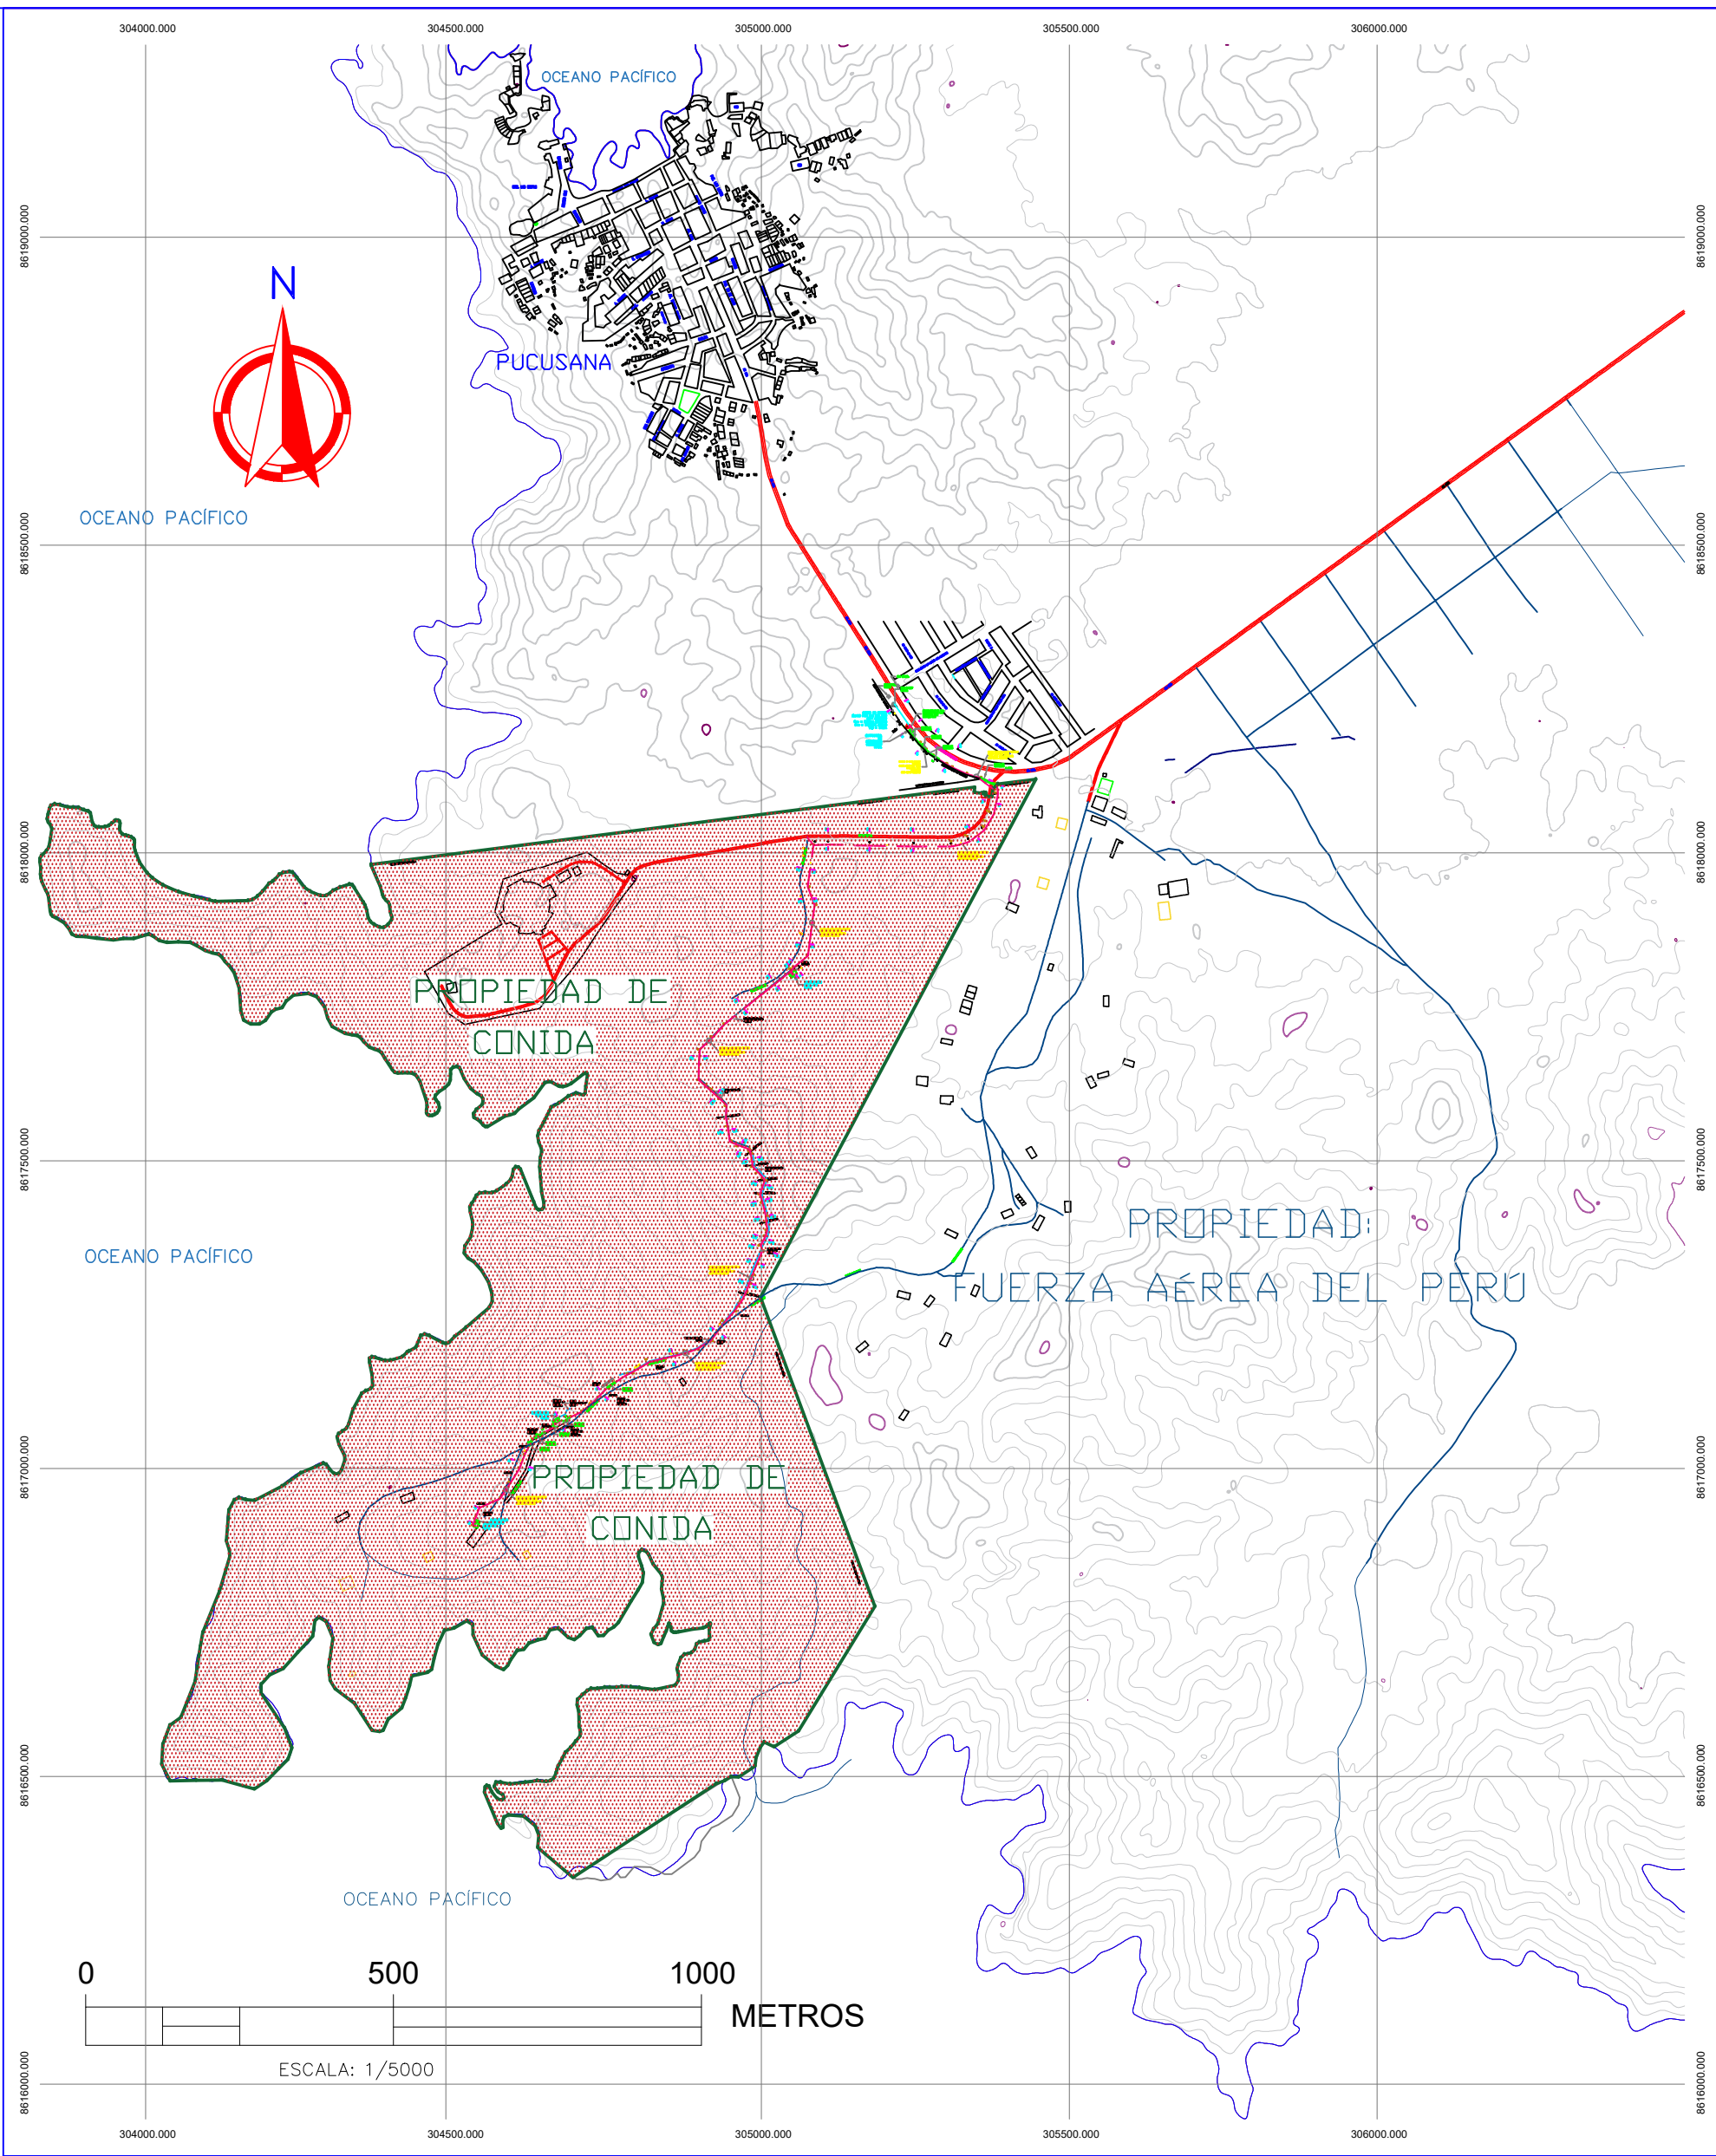 304000.000 304500.000 305000.000 305500.000 306000.000
OCEANO PACÍFICO
8619000.000 8619000.000
N
PUCUSANA
OCEANO PACÍFICO
8618500.000 8618500.000
8618000.000 8618000.000
PROPIEDAD DE
CONIDA
8617500.000 8617500.000
PROPIEDAD:
OCEANO PACÍFICO
FUERZA AÉREA DEL PERÚ
8617000.000 8617000.000
PROPIEDAD DE
CONIDA
8616500.000 8616500.000
OCEANO PACÍFICO
0 500 1000
METROS
ESCALA: 1/5000
8616000.000 8616000.000
304000.000 304500.000 305000.000 305500.000 306000.000